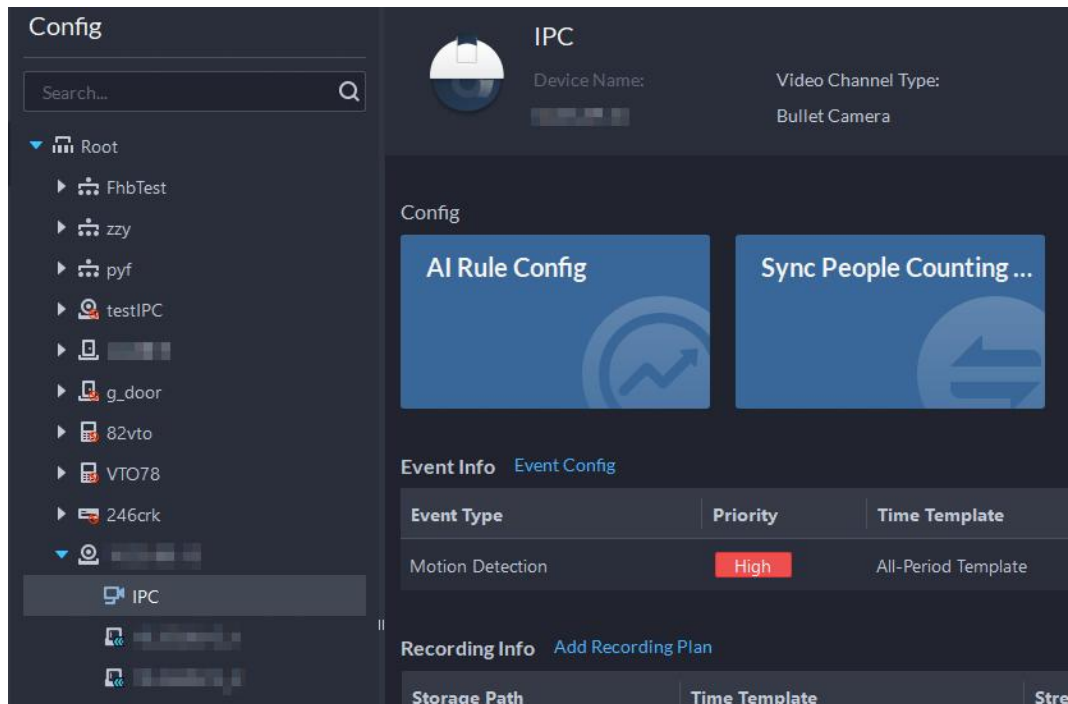 Config
Search...
Root
FhbTest
zzy
pyf
testIPC
g_door
82vto
VTO78
246crk
IPC
IPC
Device Name:
Video Channel Type:
Bullet Camera
Config
AI Rule Config
Sync People Counting ...
Event Info Event Config
Event Type Priority Time Template
Motion Detection High All-Period Template
Recording Info Add Recording Plan
Storage Path Time Template Stre